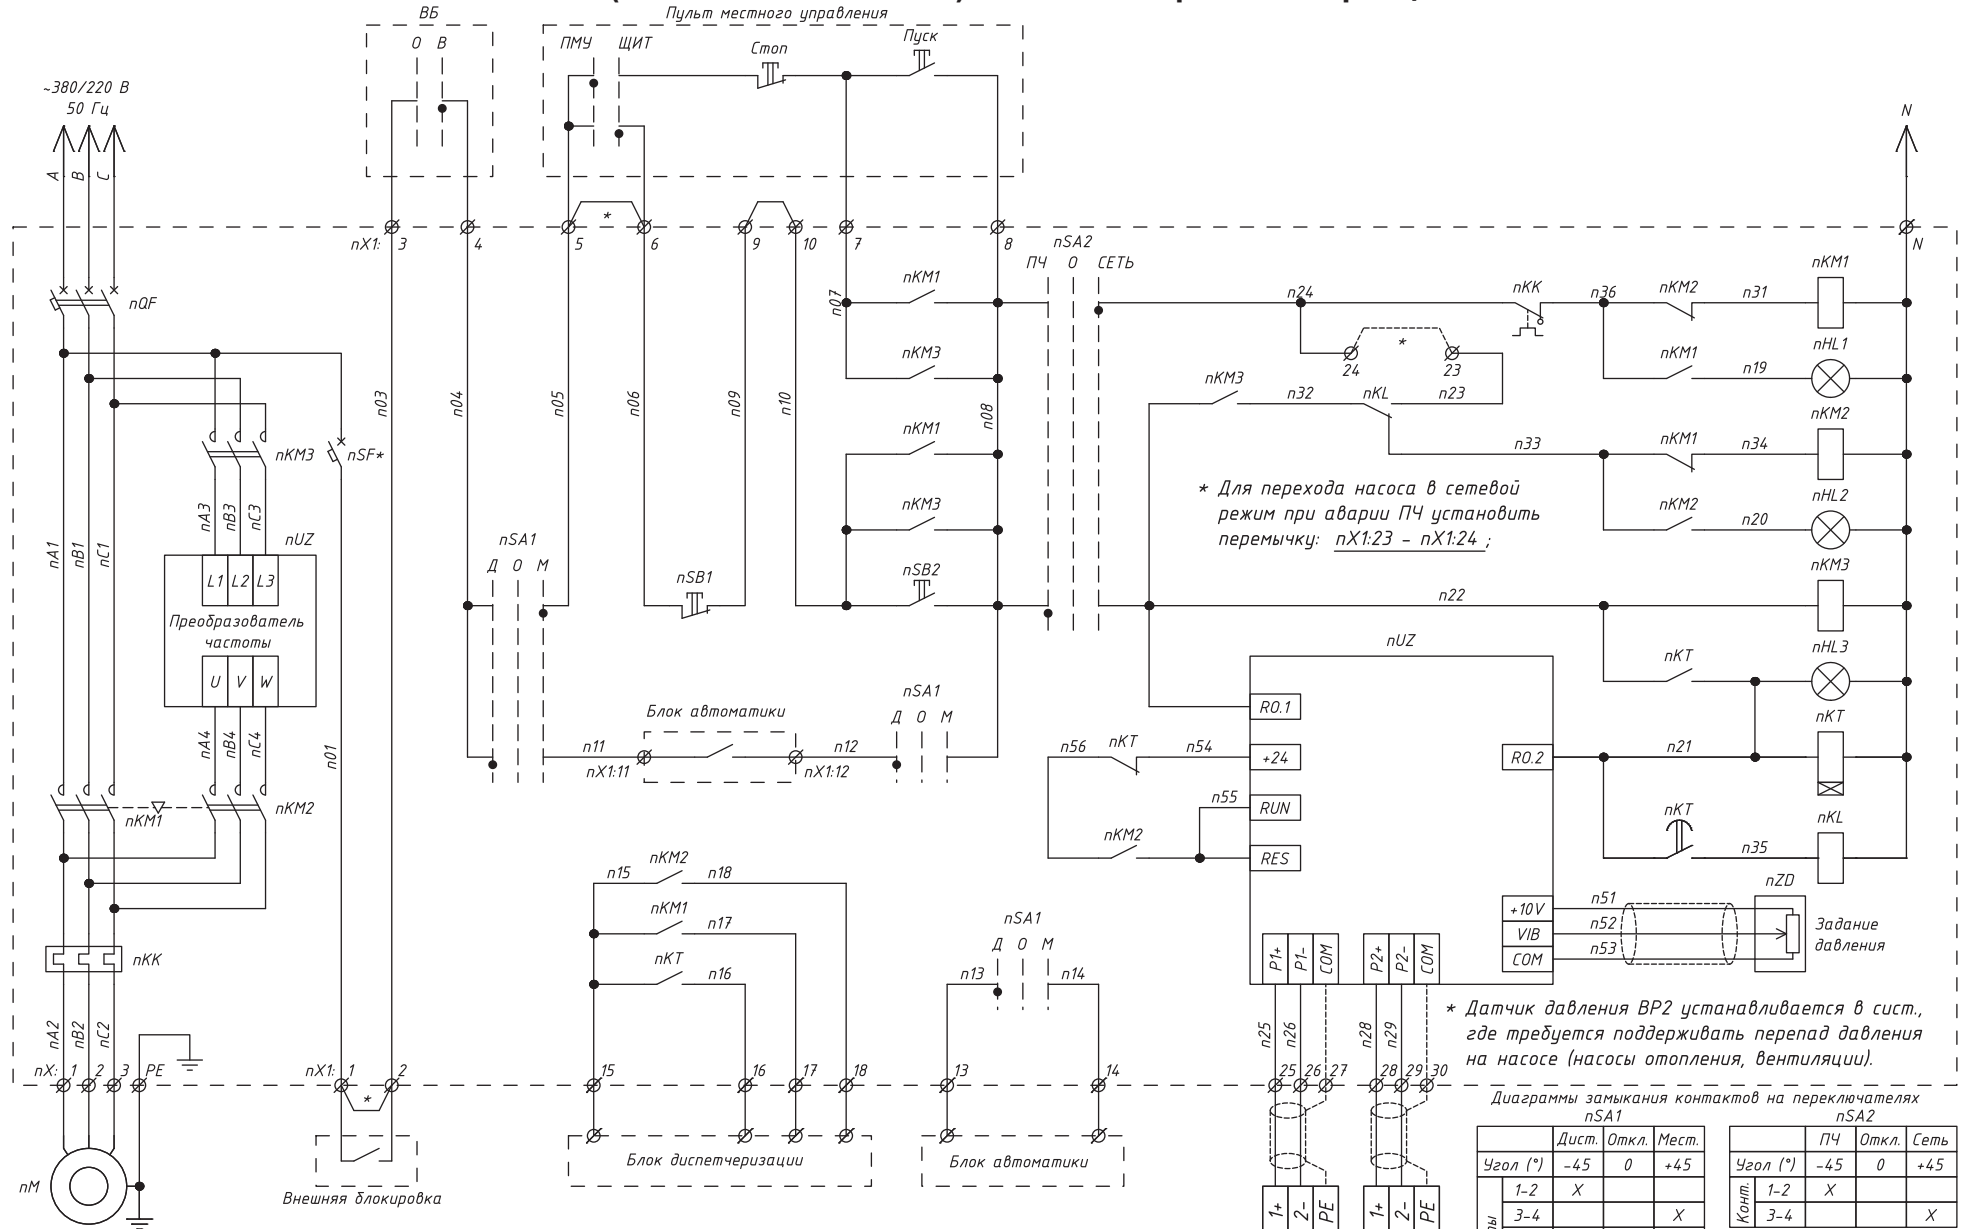 ВБ
Пульт местного управления
О В
ПМУ ЩИТ
Стоп
Пуск
~380/220 В
50 Гц
A
B
C
N
nX1: 3
4
5
*
6
9
10
7
8
N
nSA2
ПЧ О СЕТЬ
nQF
nKM1
n07
n24
nKK
n36
nKM2
n31
nKM1
nKM3
24
*
23
nKM1
n19
nHL1
n03
n04
n05
n06
n09
n10
n08
nKM3
n32
nKL
n23
nKM2
nKM3
nSF*
nKM1
n33
nKM1
n34
nHL2
nA3
nB3
nC3
nKM3
nKM2
n20
* Для перехода насоса в сетевой
режим при аварии ПЧ установить
перемычку: nX1:23 - nX1:24 ;
nA1
nB1
nC1
nUZ
L1 L2 L3
Преобразователь
частоты
U V W
nSA1
Д О М
nSB1
nSB2
n22
nKM3
nUZ
nKT
nHL3
nA4
nB4
nC4
n01
Блок автоматики
nSA1
Д О М
n11
nX1:11
n12
nX1:12
RO.1
n56
nKT
n54
+24
RO.2
n21
nKT
nKM1
nKM2
n55
RUN
nKM2
RES
nKT
n35
nKL
nKM2
n15
n18
nKM1
n17
nKT
n16
nSA1
Д О М
n13
n14
nZD
+10V
n51
VIB
n52
COM
n53
Задание
давления
P1+
P1-
COM
P2+
P2-
COM
nKK
nA2
nB2
nC2
n25
n26
n28
n29
* Датчик давления ВР2 устанавливается в сист.,
где требуется поддерживать перепад давления
на насосе (насосы отопления, вентиляции).
nX: 1 2 3 PE
nX1: 1 2
*
15 16 17 18
13 14
25 26 27 28 29 30
Внешняя блокировка
Блок диспетчеризации
Блок автоматики
nM
1+
2-
PE
1+
2-
PE
Диаграммы замыкания контактов на переключателях
nSA1
Дист. Откл. Мест.
Угол (°) -45 0 +45
1-2 X
3-4 X
nSA2
ПЧ Откл. Сеть
Угол (°) -45 0 +45
Конт.
1-2 X
3-4 X